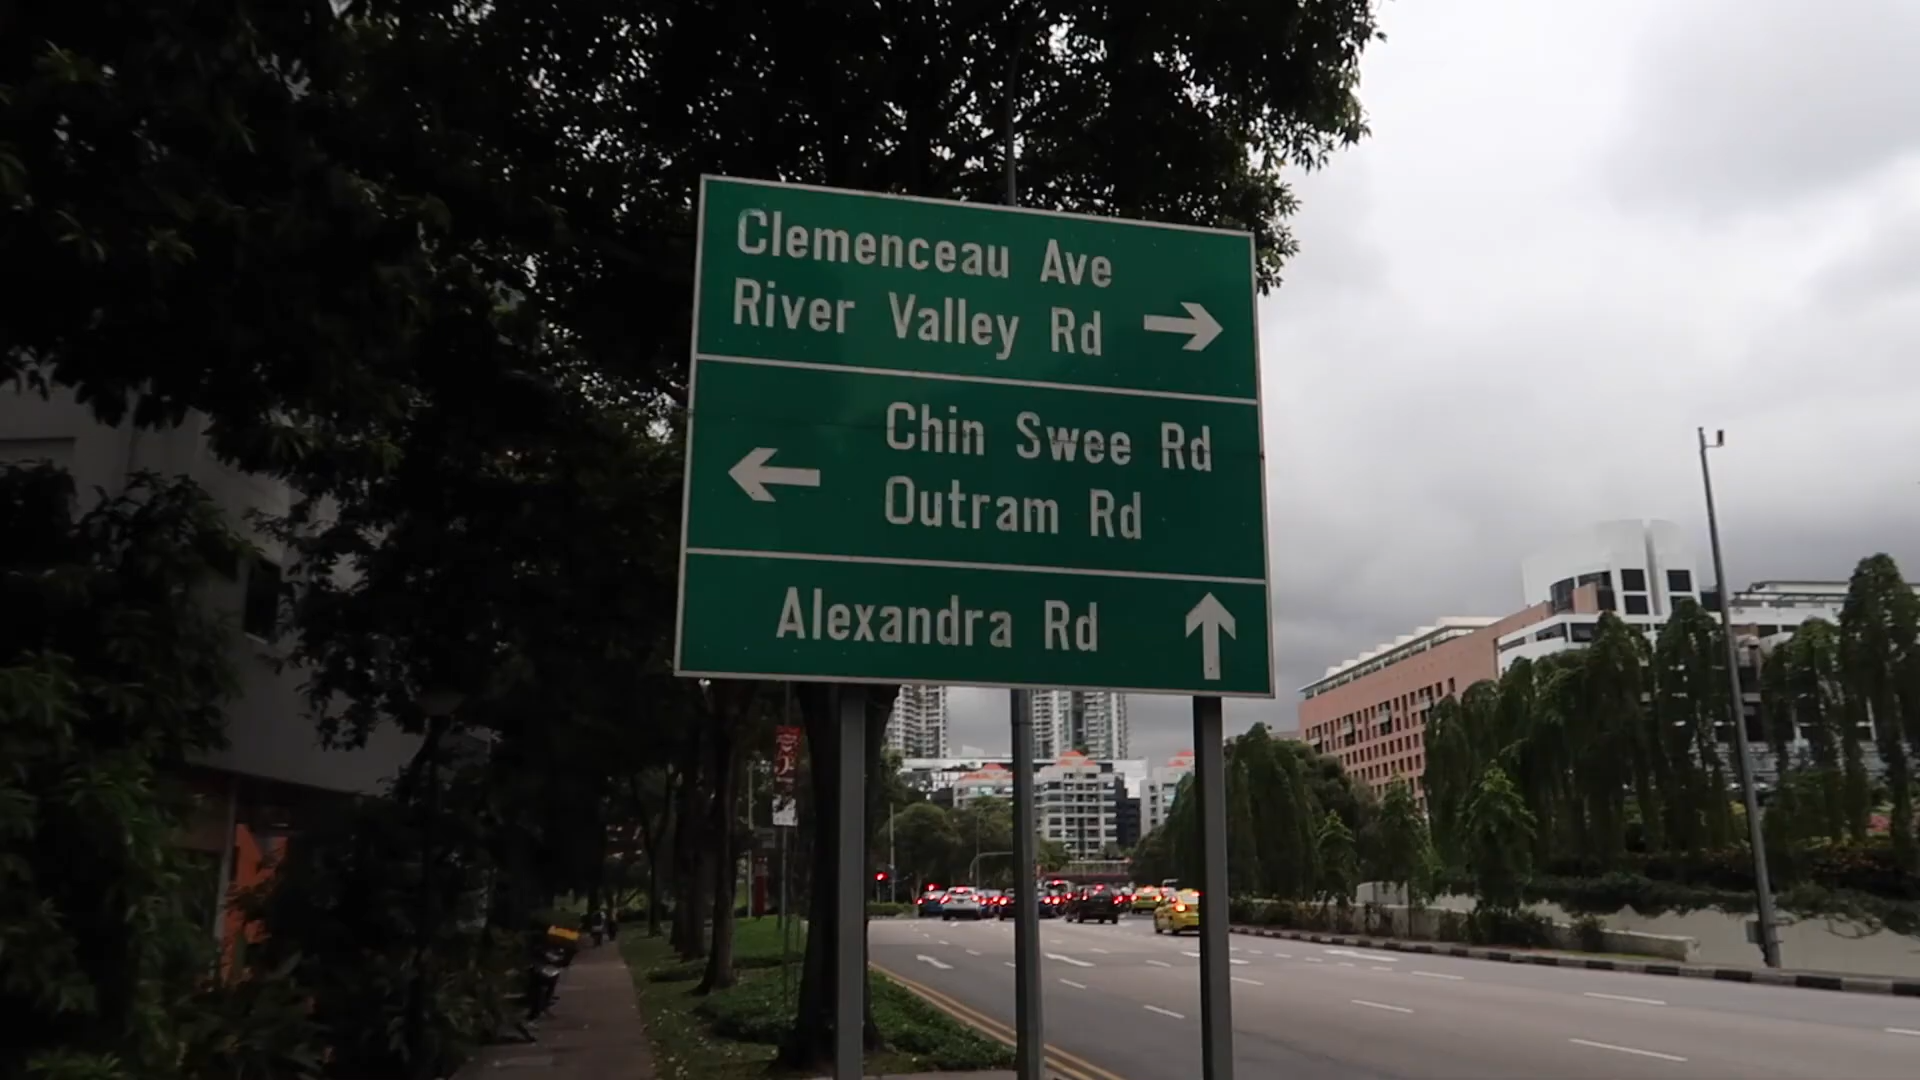 Clemenceau Ave
River Valley Rd
Chin Swee Rd
Outram Rd
Alexandra Rd